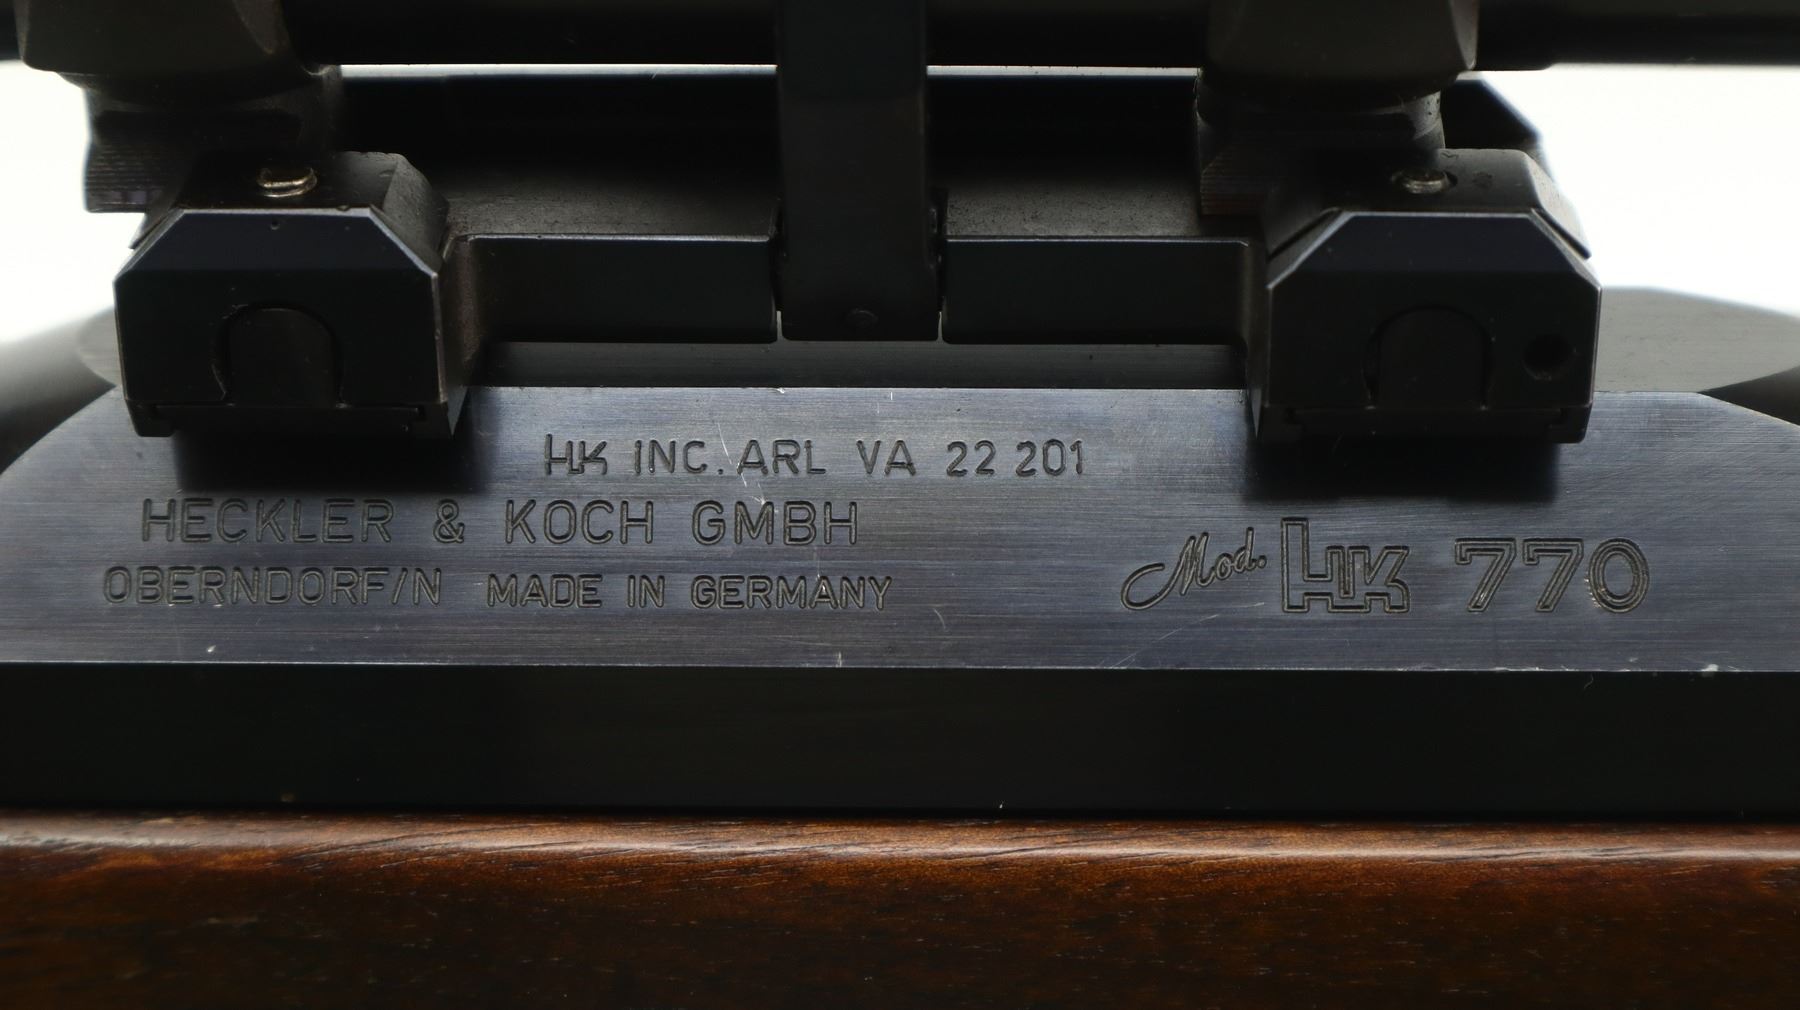 HK INC. ARL VA 22 201
HECKLER & KOCH GMBH
OBERNDORF/N MADE IN GERMANY
Mod. HK 770